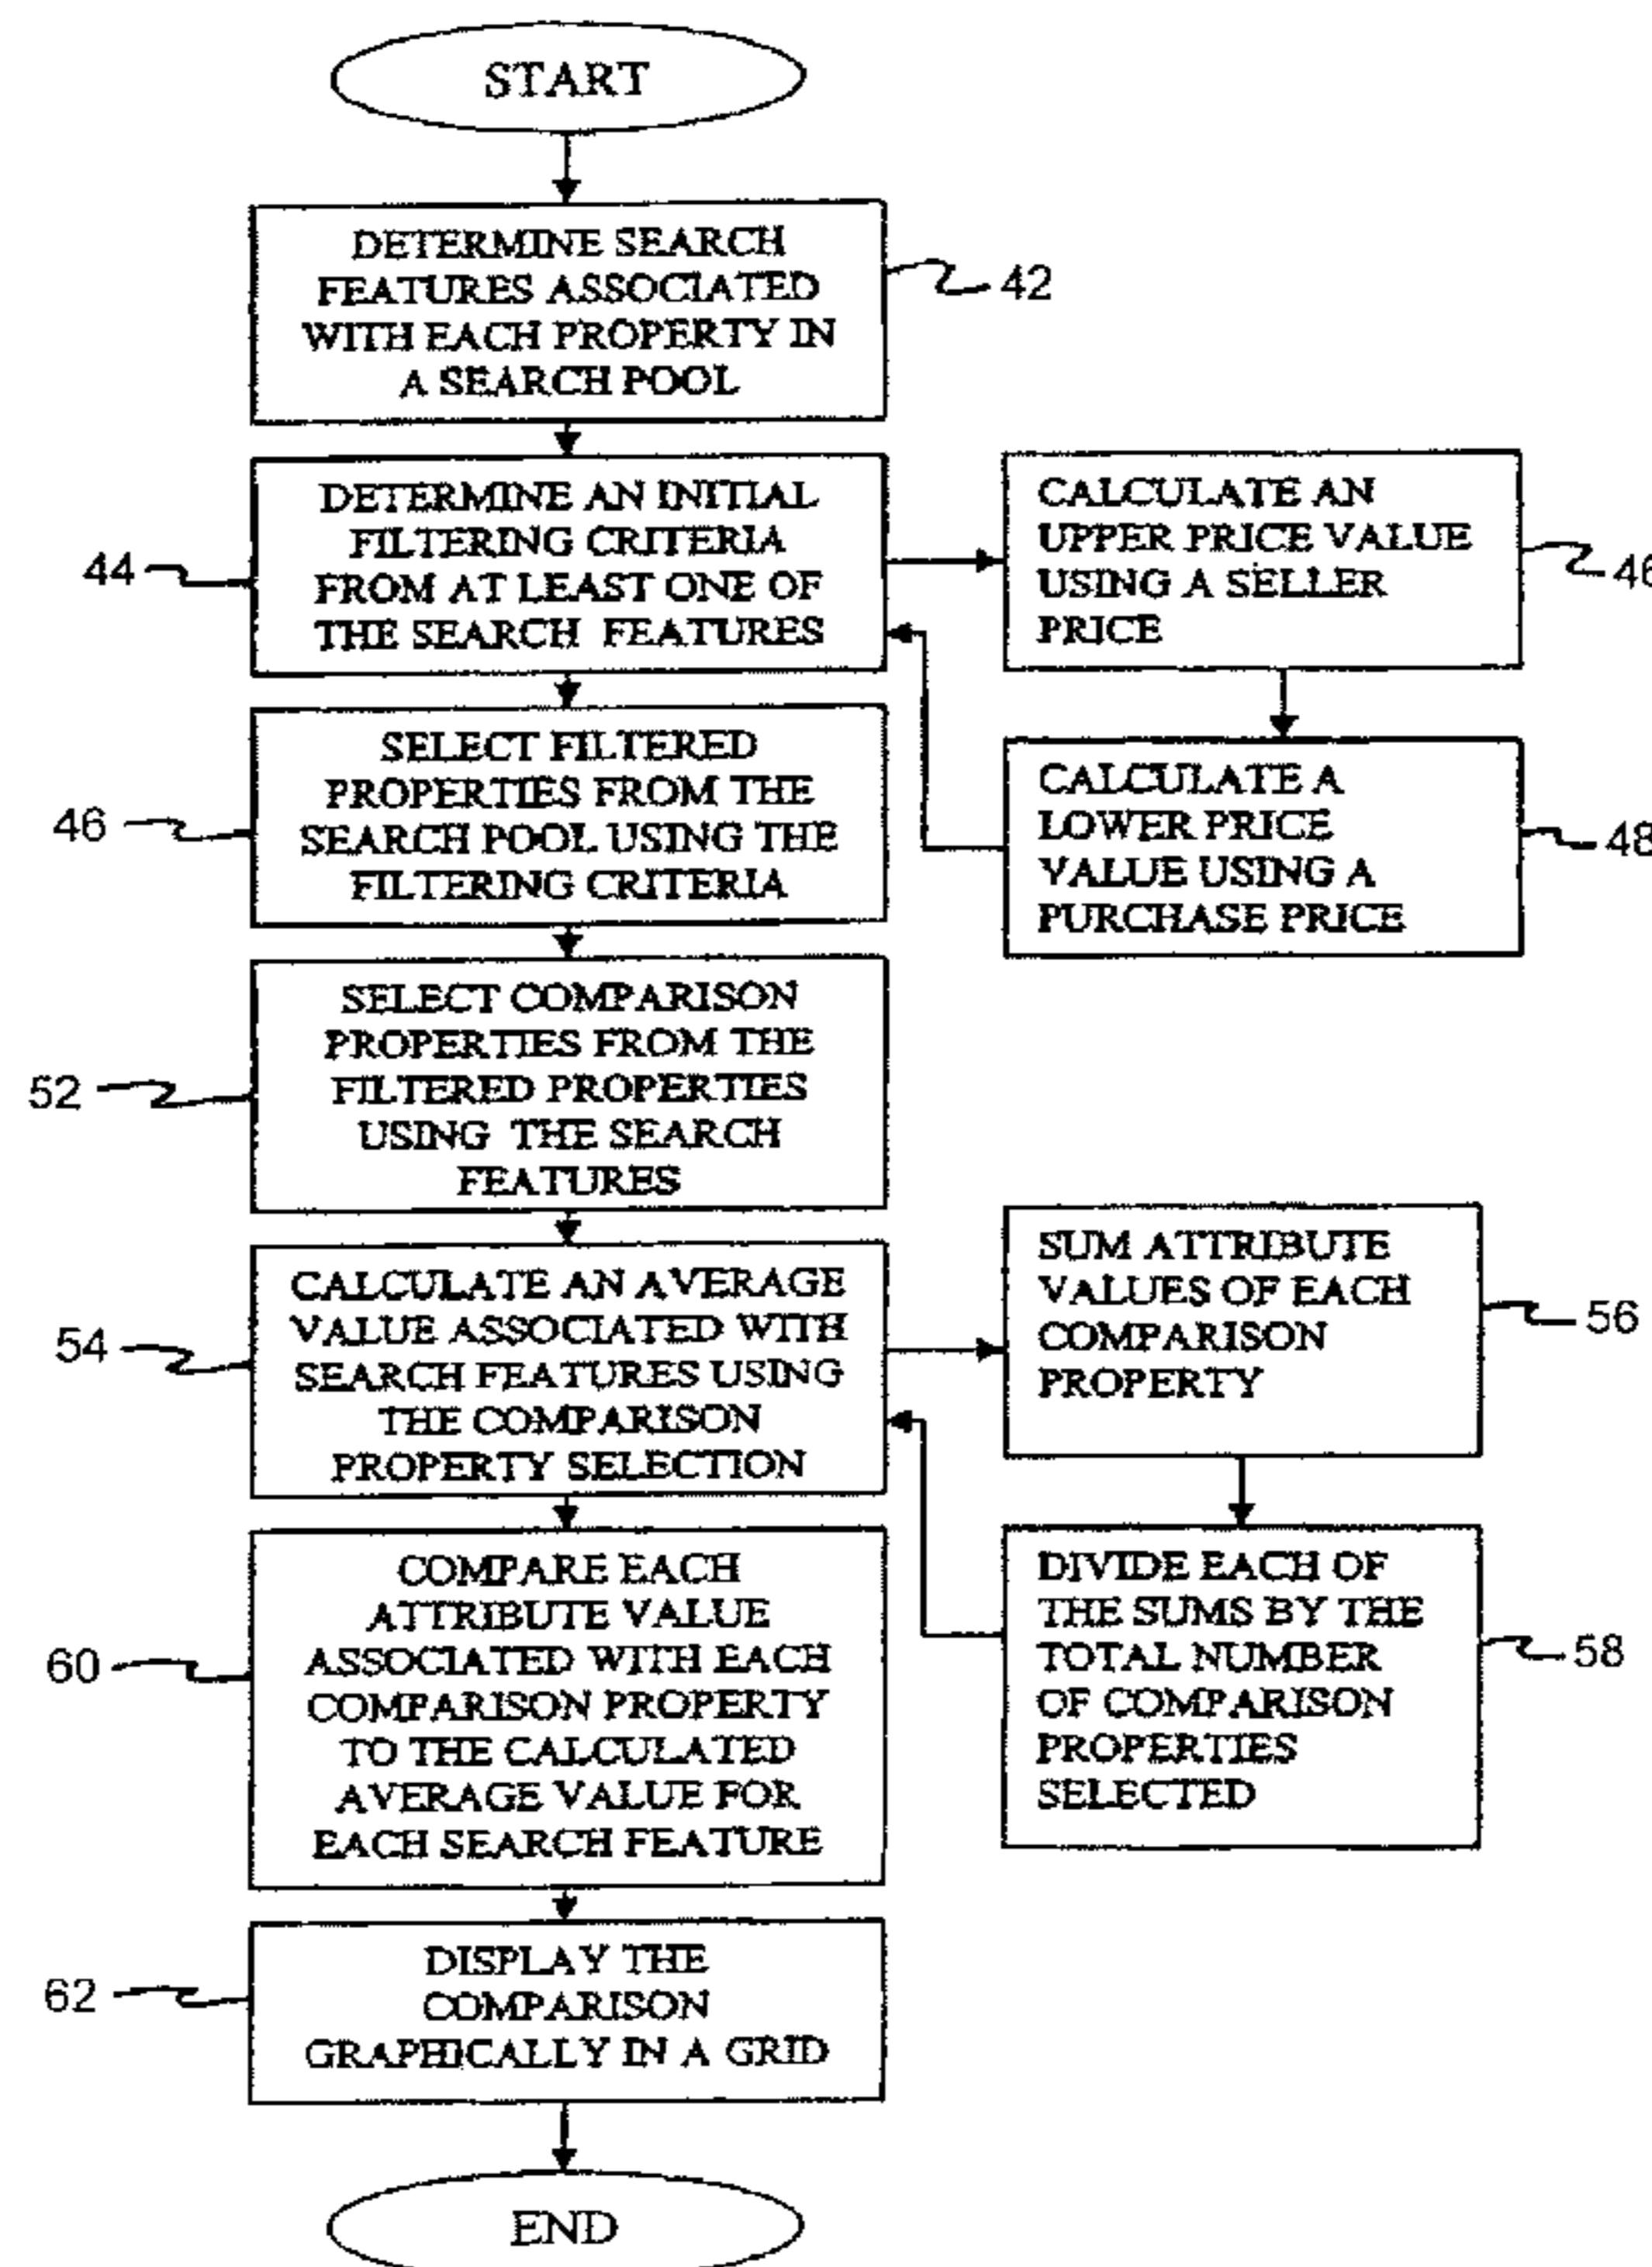 START
DETERMINE SEARCH
FEATURES ASSOCIATED
WITH EACH PROPERTY IN
A SEARCH POOL
42
DETERMINE AN INITIAL
FILTERING CRITERIA
FROM AT LEAST ONE OF
THE SEARCH FEATURES
44
CALCULATE AN
UPPER PRICE VALUE
USING A SELLER
PRICE
46
CALCULATE A
LOWER PRICE
VALUE USING A
PURCHASE PRICE
48
SELECT FILTERED
PROPERTIES FROM THE
SEARCH POOL USING THE
FILTERING CRITERIA
46
SELECT COMPARISON
PROPERTIES FROM THE
FILTERED PROPERTIES
USING THE SEARCH
FEATURES
52
CALCULATE AN AVERAGE
VALUE ASSOCIATED WITH
SEARCH FEATURES USING
THE COMPARISON
PROPERTY SELECTION
54
SUM ATTRIBUTE
VALUES OF EACH
COMPARISON
PROPERTY
56
DIVIDE EACH OF
THE SUMS BY THE
TOTAL NUMBER
OF COMPARISON
PROPERTIES
SELECTED
58
COMPARE EACH
ATTRIBUTE VALUE
ASSOCIATED WITH EACH
COMPARISON PROPERTY
TO THE CALCULATED
AVERAGE VALUE FOR
EACH SEARCH FEATURE
60
DISPLAY THE
COMPARISON
GRAPHICALLY IN A GRID
62
END